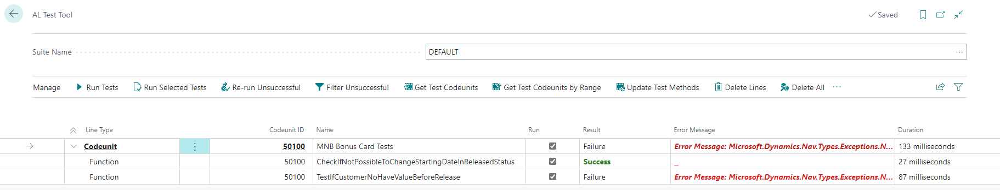 AL Test Tool Saved
Suite Name DEFAULT ...
Manage Run Tests Run Selected Tests Re-run Unsuccessful Filter Unsuccessful Get Test Codeunits Get Test Codeunits by Range Update Test Methods Delete Lines Delete All ...
Line Type Codeunit ID Name Run Result Error Message Duration
Codeunit 50100 MNB Bonus Card Tests Failure Error Message: Microsoft.Dynamics.Nav.Types.Exceptions.N... 133 milliseconds
Function 50100 CheckIfNotPossibleToChangeStartingDateInReleasedStatus Success _ 27 milliseconds
Function 50100 TestIfCustomerNoHaveValueBeforeRelease Failure Error Message: Microsoft.Dynamics.Nav.Types.Exceptions.N... 87 milliseconds